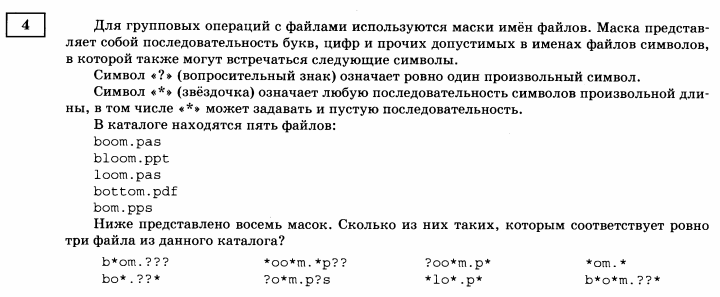 4
Для групповых операций с файлами используются маски имён файлов. Маска представ-
ляет собой последовательность букв, цифр и прочих допустимых в именах файлов символов,
в которой также могут встречаться следующие символы.
Символ «?» (вопросительный знак) означает ровно один произвольный символ.
Символ «*» (звёздочка) означает любую последовательность символов произвольной дли-
ны, в том числе «*» может задавать и пустую последовательность.
В каталоге находятся пять файлов:
boom.pas
bloom.ppt
loom.pas
bottom.pdf
bom.pps
Ниже представлено восемь масок. Сколько из них таких, которым соответствует ровно
три файла из данного каталога?
b*om.??? *oo*m.*p?? ?oo*m.p* *om.*
bo*.??* ?o*m.p?s *lo*.p* b*o*m.??*